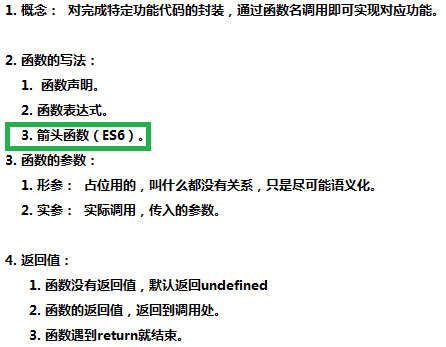 1. 概念： 对完成特定功能代码的封装，通过函数名调用即可实现对应功能。
2. 函数的写法：
1. 函数声明。
2. 函数表达式。
3. 箭头函数（ES6）。
3. 函数的参数：
1. 形参： 占位用的，叫什么都没有关系，只是尽可能语义化。
2. 实参： 实际调用，传入的参数。
4. 返回值：
1. 函数没有返回值，默认返回undefined
2. 函数的返回值，返回到调用处。
3. 函数遇到return就结束。